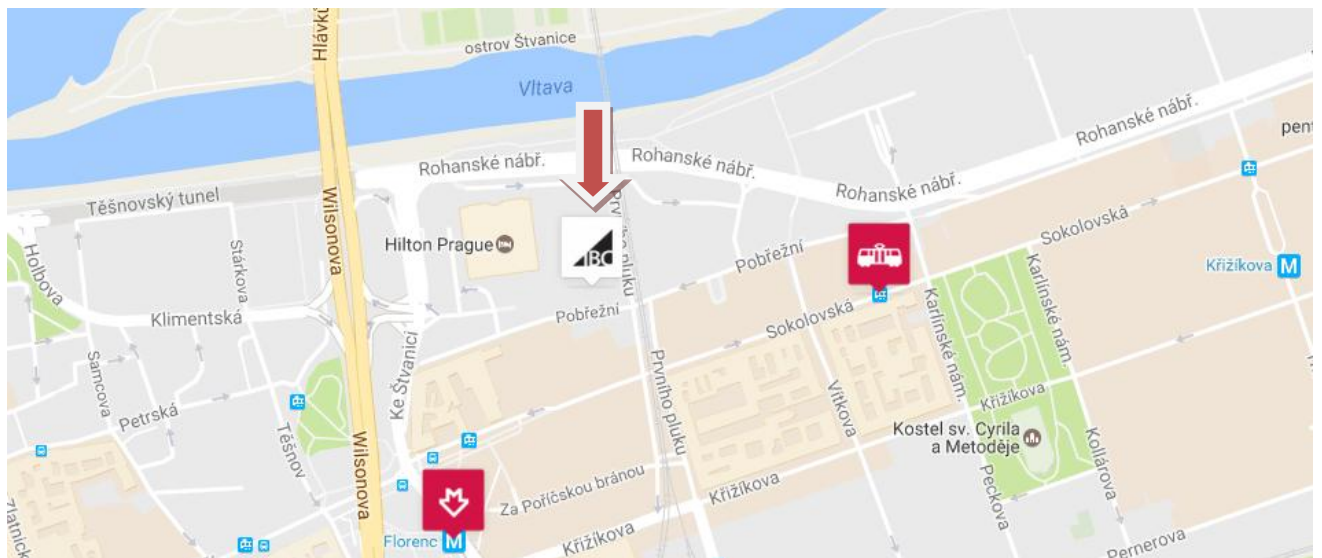 Hlávkův
ostrov Štvanice
Vltava
Rohanské nábř.
Rohanské nábř.
Rohanské nábř.
Rohanské nábř.
Těšnovský tunel
Wilsonova
Prvního pluku
Holbova
Stárkova
Hilton Prague
IBC
Pobřežní
Sokolovská
Křižíkova M
Klimentská
Pobřežní
Sokolovská
Karlínské nám.
Karlínské nám.
Samcova
Petrská
Těšnov
Ke Štvanici
Prvního pluku
Vítkova
Křižíkova
Kostel sv. Cyrila
a Metoděje
Wilsonova
Za Poříčskou bránou
Křižíkova
Peckova
Kollárova
Florenc M
Křižíkova
Pernerova